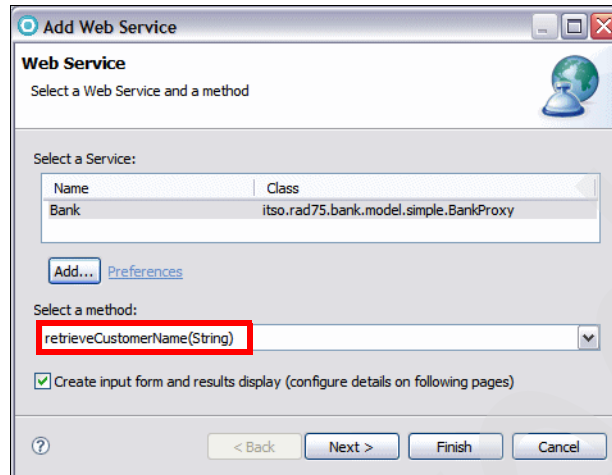 Add Web Service
Web Service
Select a Web Service and a method
Select a Service:
Name Class
Bank itso.rad75.bank.model.simple.BankProxy
Add... Preferences
Select a method:
retrieveCustomerName(String)
Create input form and results display (configure details on following pages)
? < Back Next > Finish Cancel